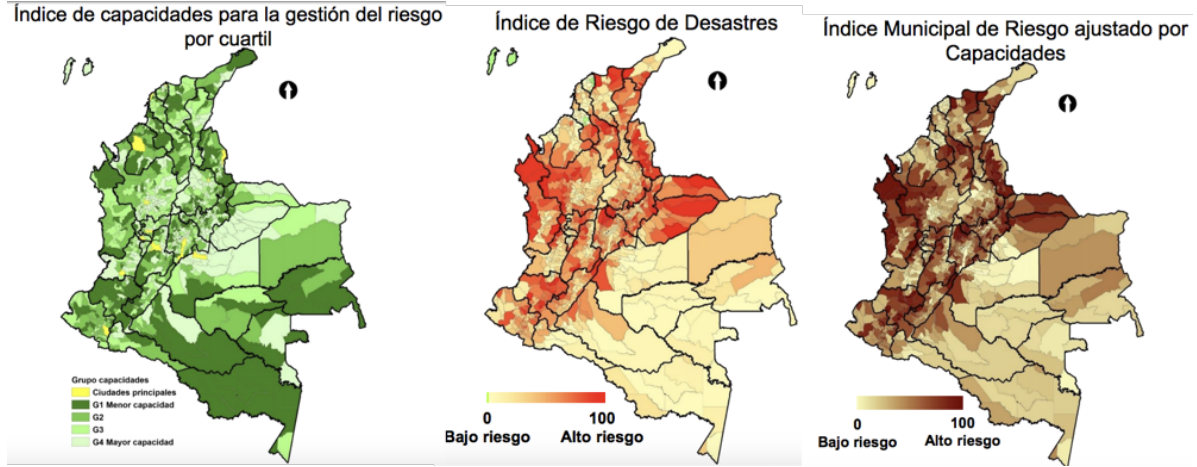 Índice de capacidades para la gestión del riesgo
por cuartil
Grupo capacidades
Ciudades principales
G1 Menor capacidad
G2
G3
G4 Mayor capacidad
Índice de Riesgo de Desastres
0 100
Bajo riesgo Alto riesgo
Índice Municipal de Riesgo ajustado por
Capacidades
0 100
Bajo riesgo Alto riesgo